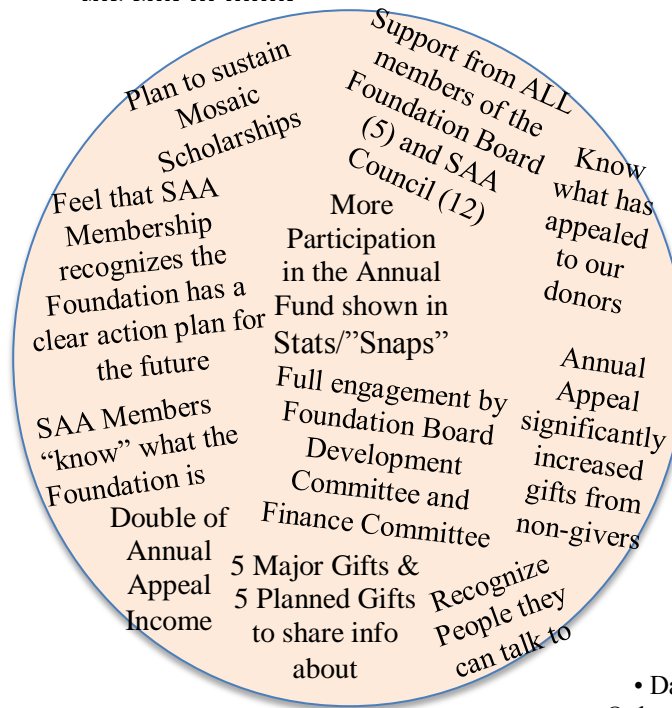 Plan to sustain
Mosaic
Scholarships
Support from ALL
members of the
Foundation Board
(5) and SAA
Council (12)
Know
what has
appealed
to our
donors
Feel that SAA
Membership
recognizes the
Foundation has a
clear action plan for
the future
More
Participation
in the Annual
Fund shown in
Stats/”Snaps”
Annual
Appeal
significantly
increased
gifts from
non-givers
Full engagement by
Foundation Board
Development
Committee and
Finance Committee
SAA Members
“know” what the
Foundation is
Double of
Annual
Appeal
Income
5 Major Gifts &
5 Planned Gifts
to share info
about
Recognize
People they
can talk to